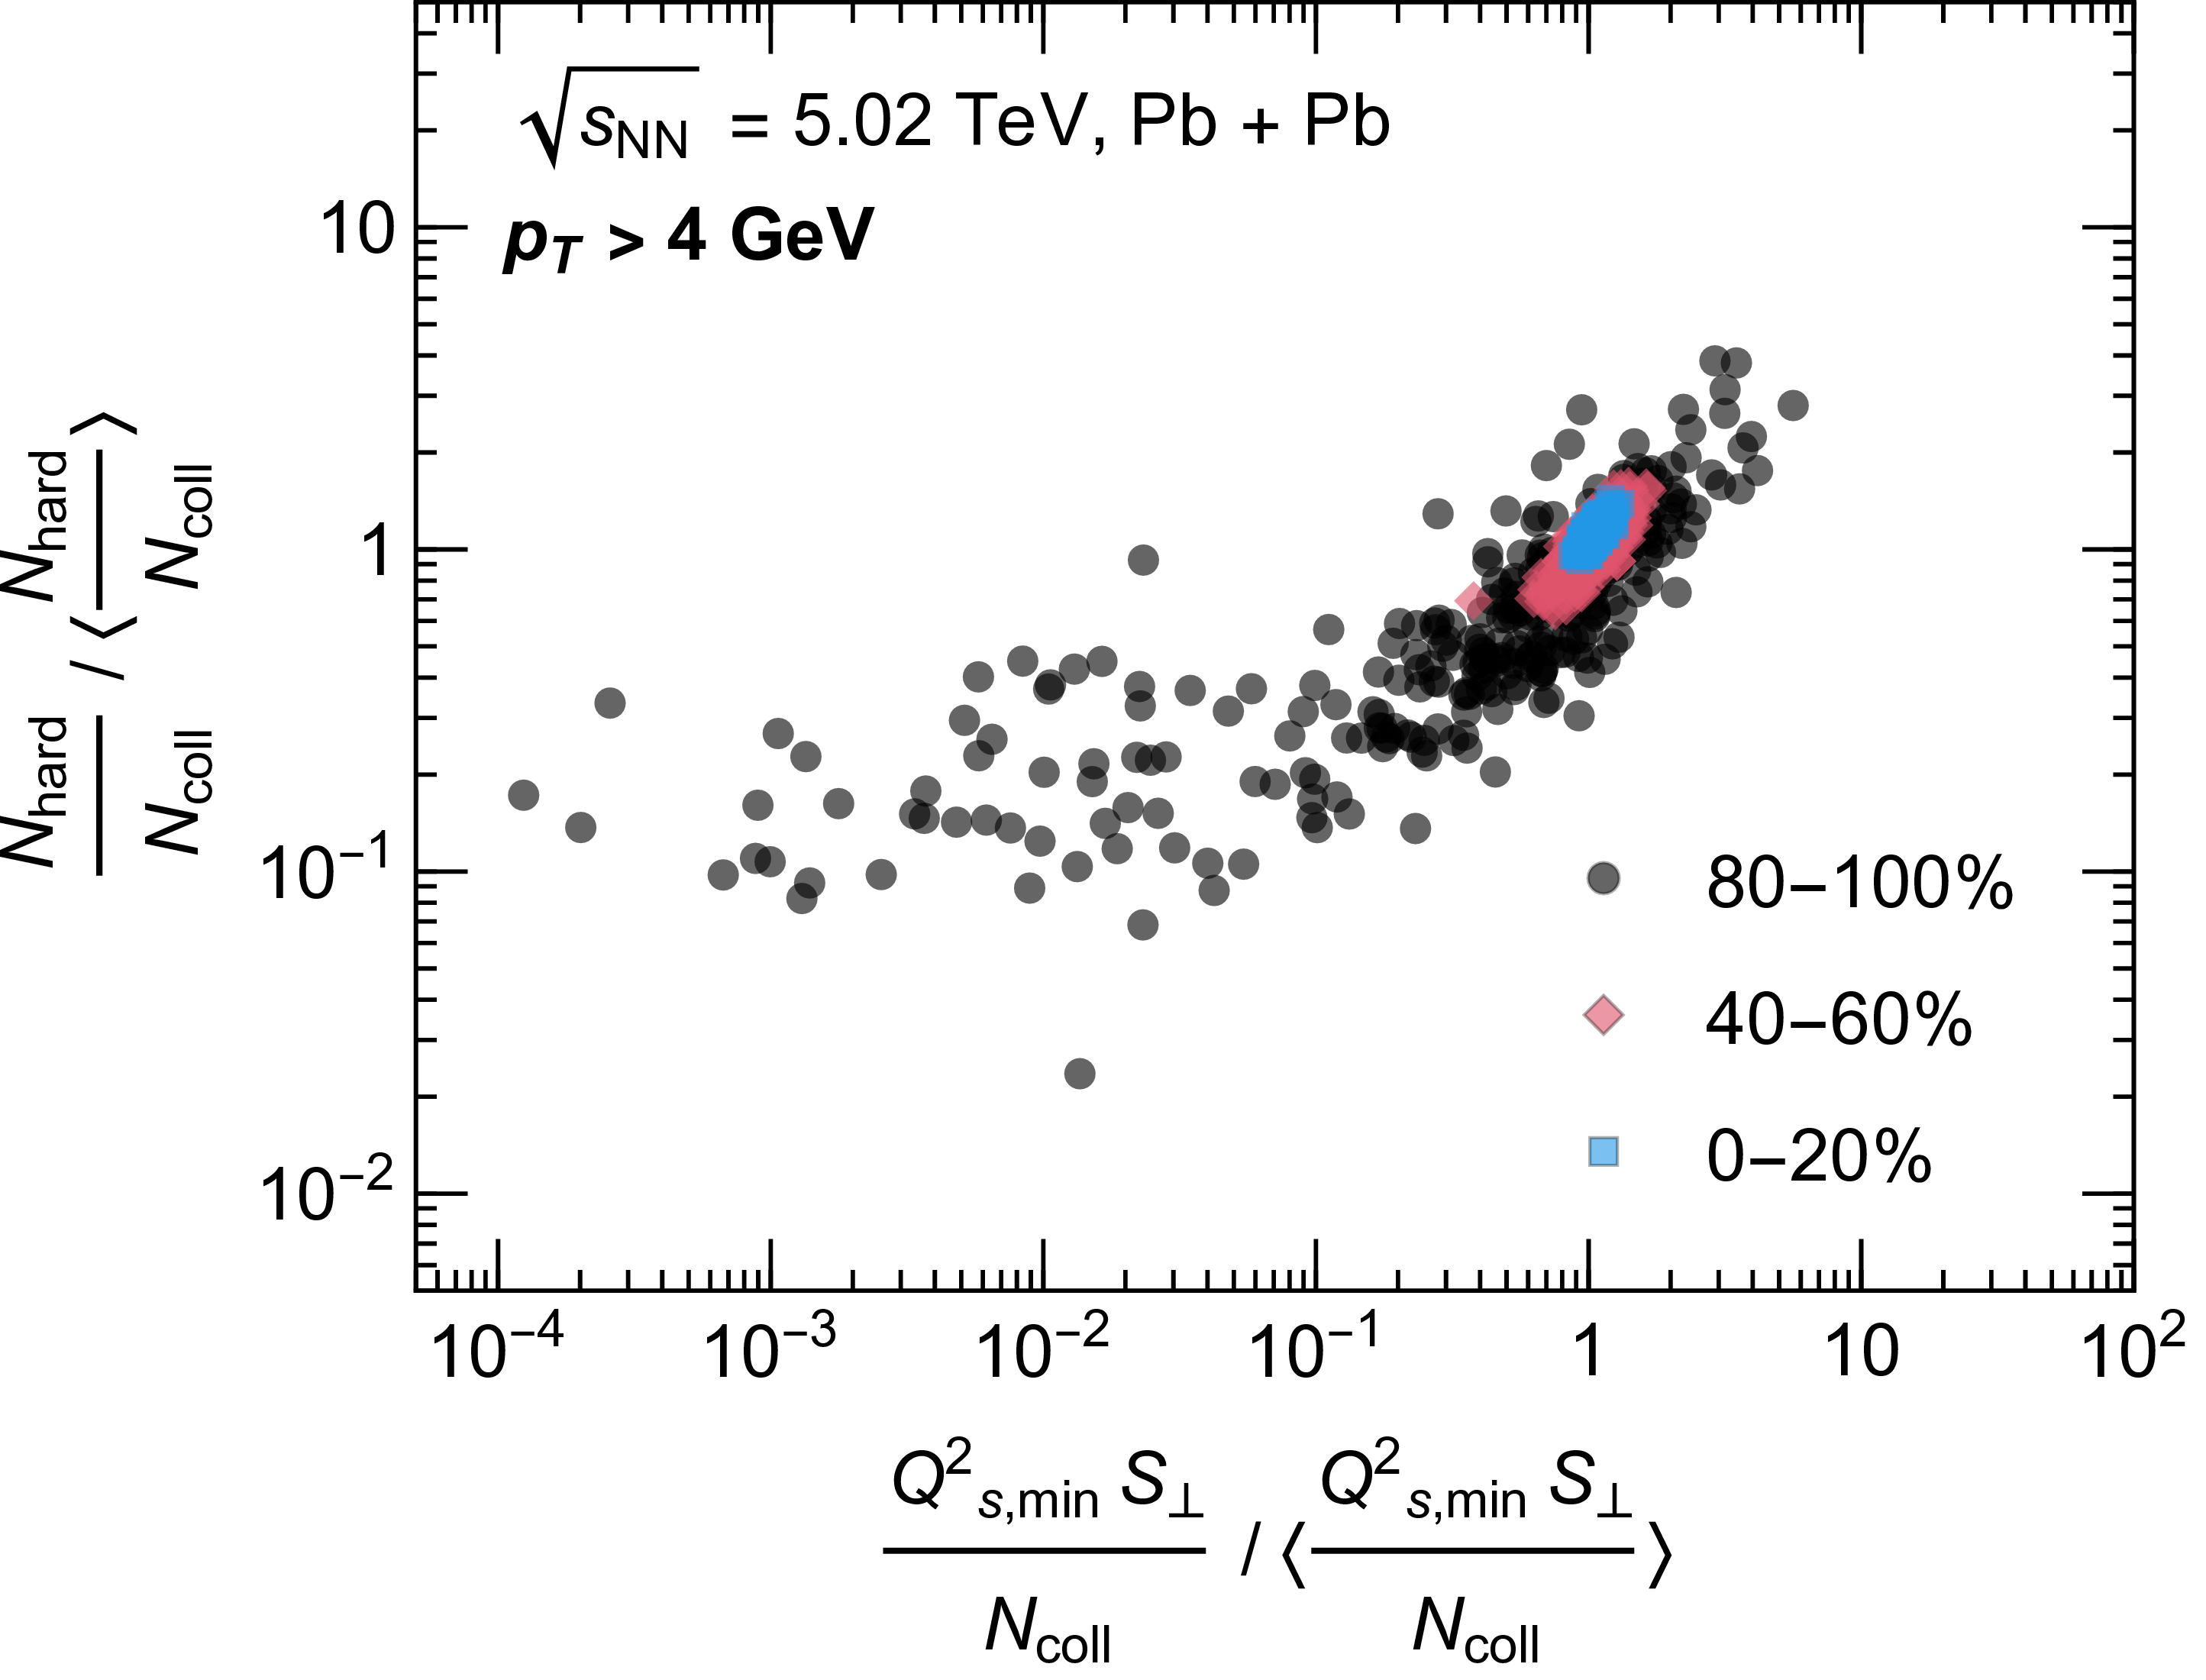 √sNN = 5.02 TeV, Pb + Pb
pT > 4 GeV
10
1
10−1
10−2
Nhard / Ncoll / ⟨ Nhard / Ncoll ⟩
80−100%
40−60%
0−20%
10−4 10−3 10−2 10−1 1 10 102
Q2s,min S⊥ / ⟨ Q2s,min S⊥ ⟩
Ncoll Ncoll